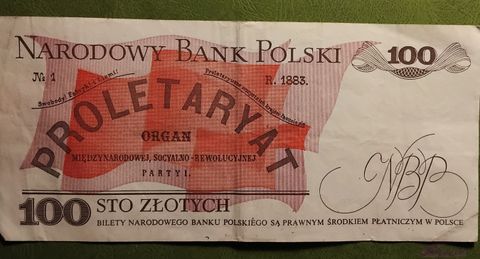 NARODOWY BANK POLSKI
100
№ 1
R. 1883.
PROLETARYAT
ORGAN
MIĘDZYNARODOWEJ, SOCYALNO-REWOLUCYJNEJ
PARTYI.
NBP
100 STO ZŁOTYCH
BILETY NARODOWEGO BANKU POLSKIEGO SĄ PRAWNYM ŚRODKIEM PŁATNICZYM W POLSCE